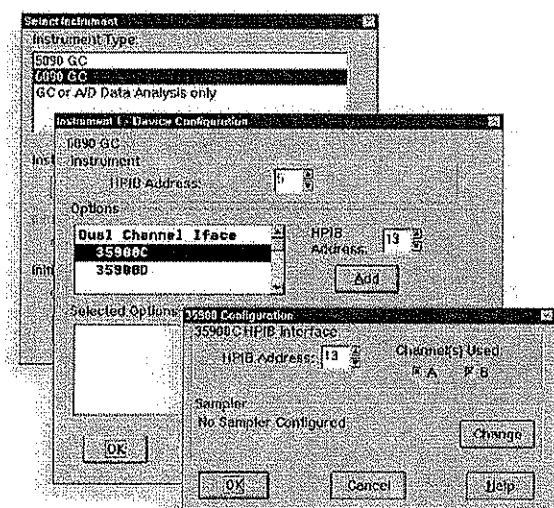 Select Instrument
Instrument Type:
5890 GC
6890 GC
GC or A/D Data Analysis only
Instrument 1 - Device Configuration
6890 GC
Instrument
HPIB Address:
Options
Dual Channel Iface
35900C
35900D
HPIB
Address:
13
Add
Selected Options
35900 Configuration
35900C HPIB Interface
HPIB Address:
13
Channel(s) Used:
A
B
Sampler
No Sampler Configured
Change
OK
OK
Cancel
Help